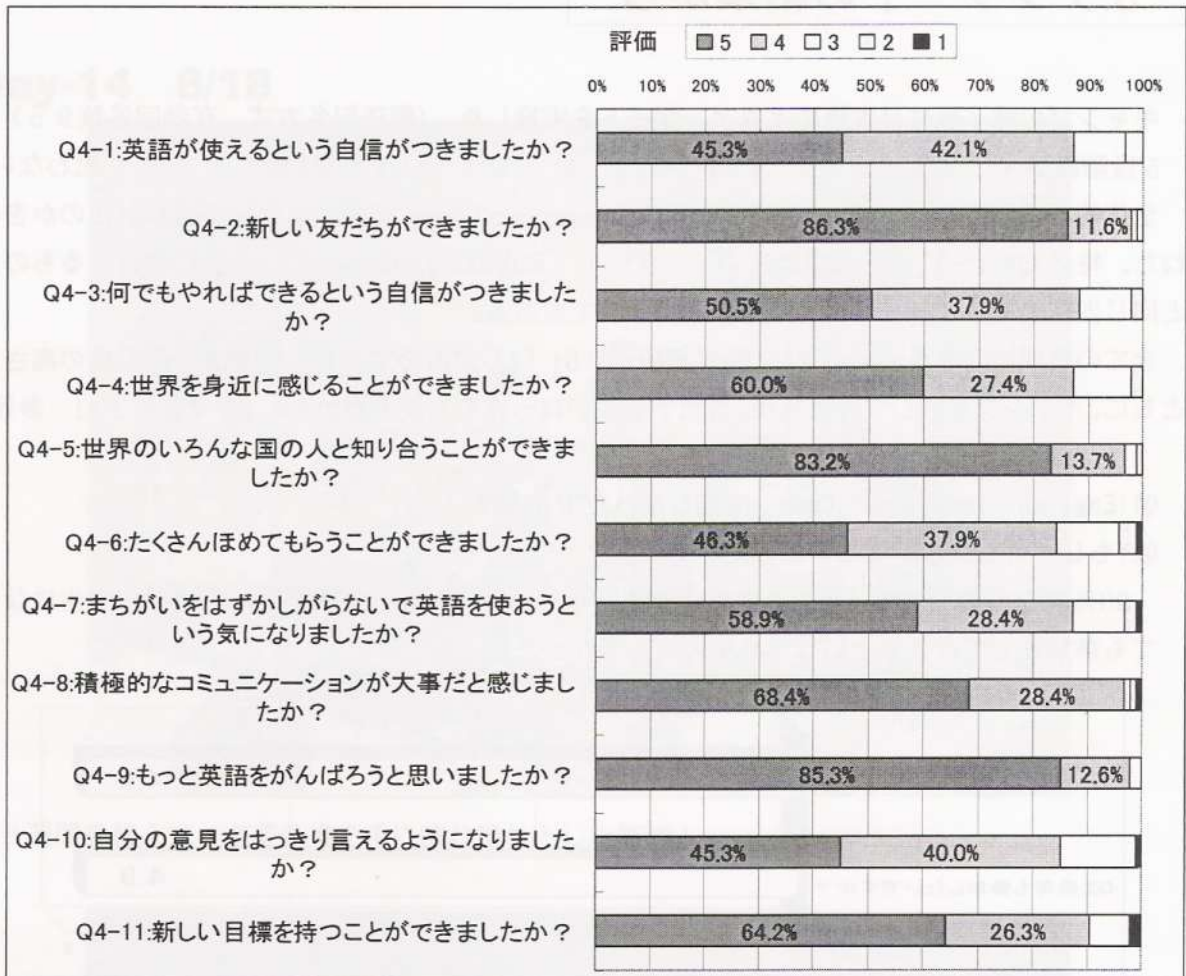 評価 5 4 3 2 1
0% 10% 20% 30% 40% 50% 60% 70% 80% 90% 100%
Q4-1:英語が使えるという自信がつきましたか？ 45.3% 42.1%
Q4-2:新しい友だちができましたか？ 86.3% 11.6%
Q4-3:何でもやればできるという自信がつきました
か？ 50.5% 37.9%
Q4-4:世界を身近に感じることができましたか？ 60.0% 27.4%
Q4-5:世界のいろんな国の人と知り合うことができま
したか？ 83.2% 13.7%
Q4-6:たくさんほめてもらうことができましたか？ 46.3% 37.9%
Q4-7:まちがいをはずかしがらないで英語を使おうと
いう気になりましたか？ 58.9% 28.4%
Q4-8:積極的なコミュニケーションが大事だと感じまし
たか？ 68.4% 28.4%
Q4-9:もっと英語をがんばろうと思いましたか？ 85.3% 12.6%
Q4-10:自分の意見をはっきり言えるようになりました
か？ 45.3% 40.0%
Q4-11:新しい目標を持つことができましたか？ 64.2% 26.3%